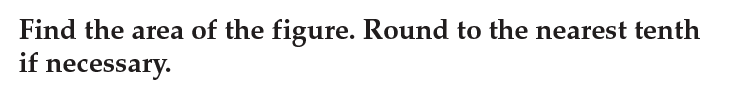 Find the area of the figure. Round to the nearest tenth
if necessary.